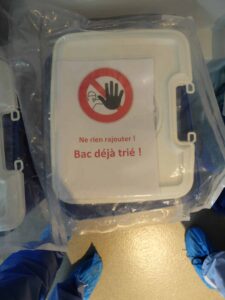 Ne rien rajouter !
Bac déjà trié !